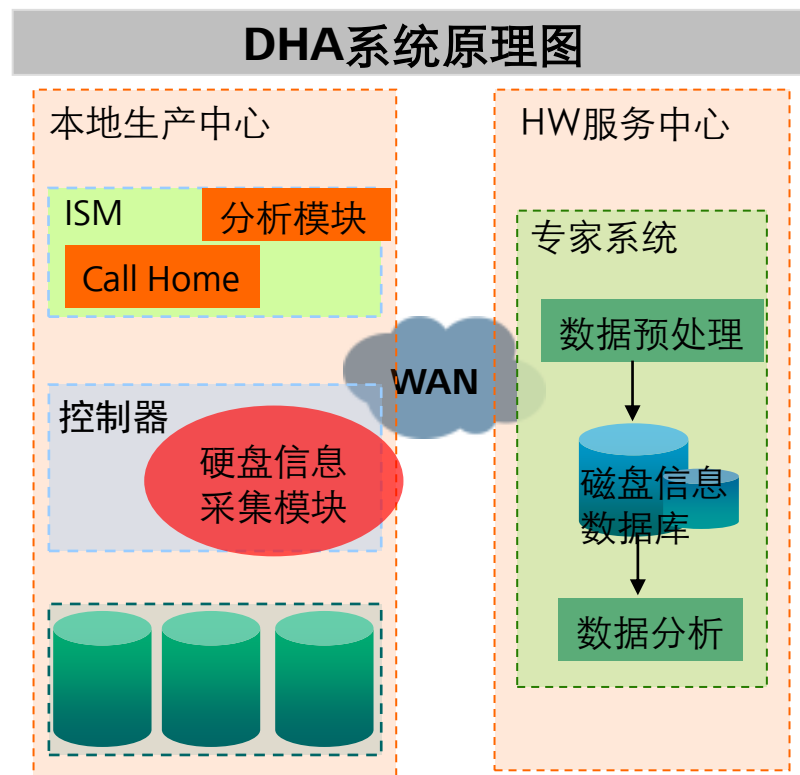 DHA系统原理图
本地生产中心
ISM
分析模块
Call Home
控制器
硬盘信息
采集模块
WAN
HW服务中心
专家系统
数据预处理
磁盘信息
数据库
数据分析